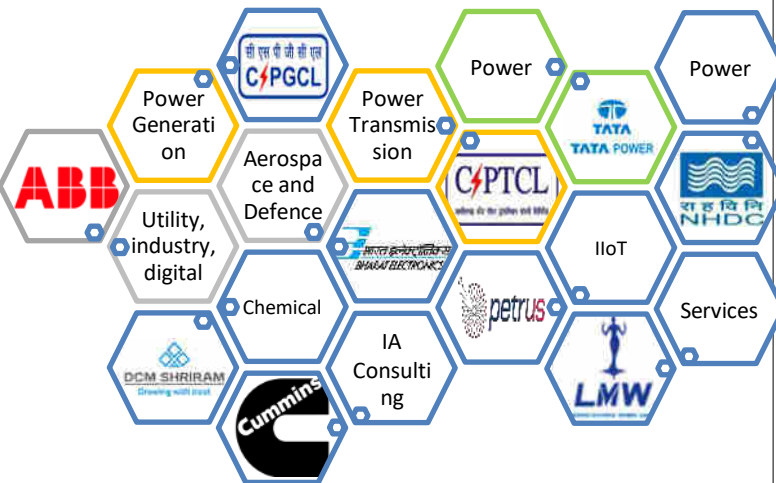 सी एस पी जी सी एल
CSPGCL
Power
Generati
on
Power
Transmis
sion
Power
TATA
TATA POWER
Power
ABB
Aerospa
ce and
Defence
CSPTCL
रा ह वि नि
NHDC
Utility,
industry,
digital
भारत इलेक्ट्रॉनिक्स
BHARAT ELECTRONICS
IIoT
Chemical
petrus
Services
DCM SHRIRAM
Growing with trust
IA
Consulti
ng
LMW
Cummins